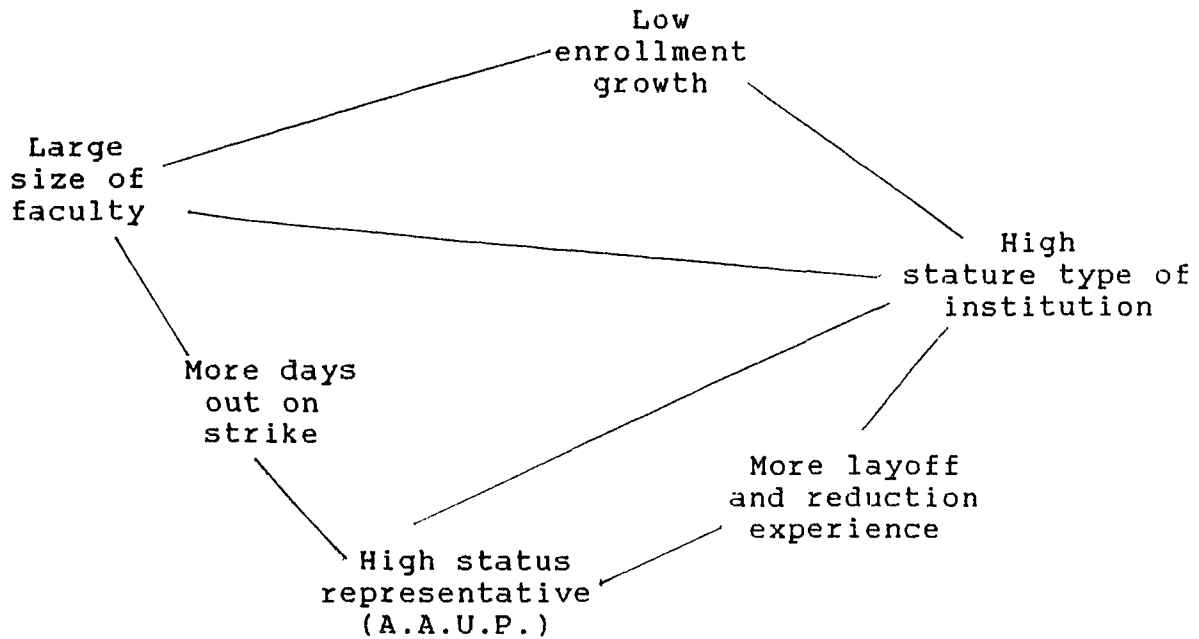 Low
enrollment
growth
Large
size of
faculty
High
stature type of
institution
More days
out on
strike
More layoff
and reduction
experience
High status
representative
(A.A.U.P.)